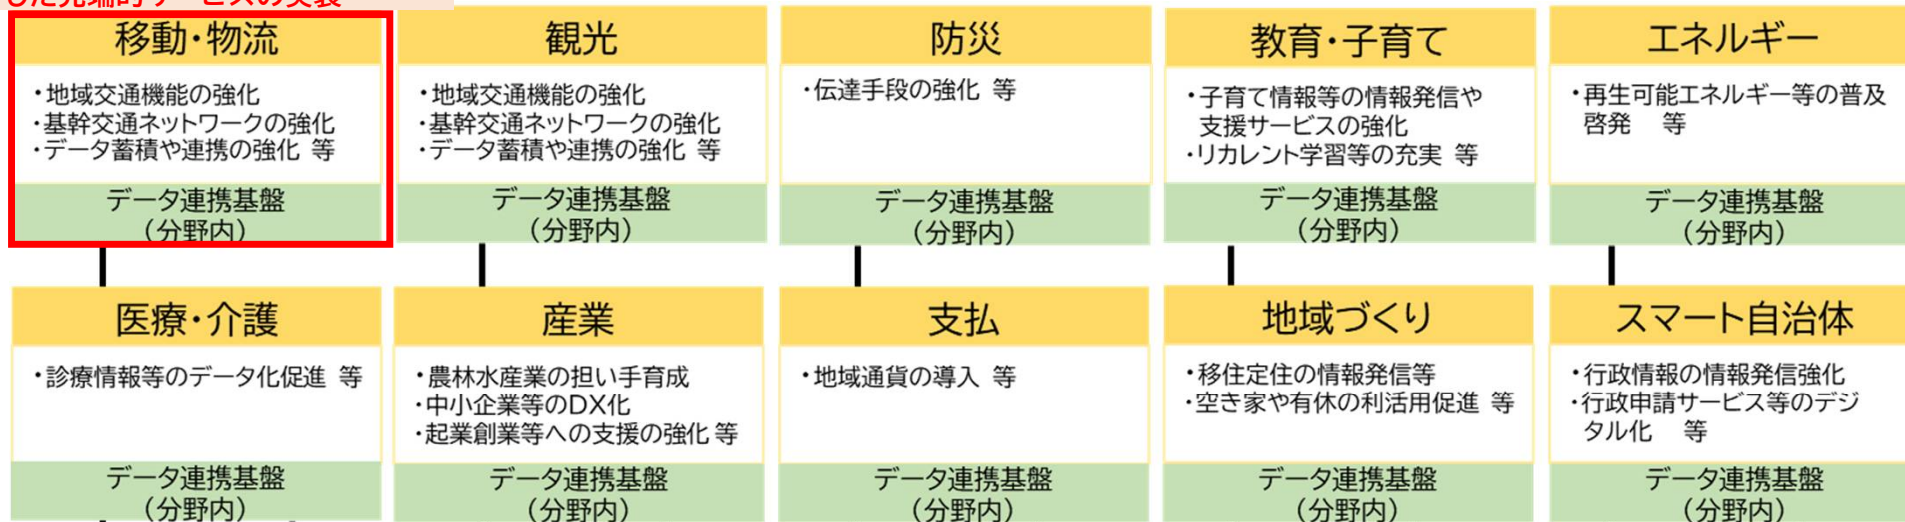 した先端的サービスの実装
移動・物流
・地域交通機能の強化
・基幹交通ネットワークの強化
・データ蓄積や連携の強化 等
データ連携基盤
（分野内）
観光
・地域交通機能の強化
・基幹交通ネットワークの強化
・データ蓄積や連携の強化 等
データ連携基盤
（分野内）
防災
・伝達手段の強化 等
データ連携基盤
（分野内）
教育・子育て
・子育て情報等の情報発信や
支援サービスの強化
・リカレント学習等の充実 等
データ連携基盤
（分野内）
エネルギー
・再生可能エネルギー等の普及
啓発 等
データ連携基盤
（分野内）
医療・介護
・診療情報等のデータ化促進 等
データ連携基盤
（分野内）
産業
・農林水産業の担い手育成
・中小企業等のDX化
・起業創業等への支援の強化 等
データ連携基盤
（分野内）
支払
・地域通貨の導入 等
データ連携基盤
（分野内）
地域づくり
・移住定住の情報発信等
・空き家や有休の利活用促進 等
データ連携基盤
（分野内）
スマート自治体
・行政情報の情報発信強化
・行政申請サービス等のデジ
タル化 等
データ連携基盤
（分野内）